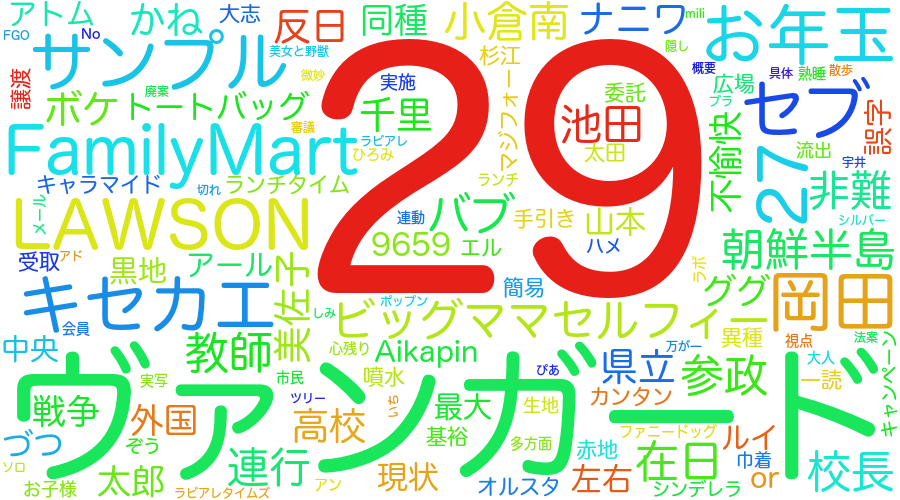 アトム
かね
大志
反日
同種
小倉南
ナニワ
mili
お年玉
FGO
No
美女と野獣
サンプル
29
杉江
隠し
譲渡
微妙
実施
概要
具体
熟睡
散歩
広場
廃案
ボケ
トートバッグ
千里
委託
プラ
セブ
誤字
審議
ラビアレ
池田
マジフォー
不愉快
流出
FamilyMart
ひろみ
太田
宇井
キャラマイド
切れ
ランチタイム
ランチ
27
非難
メール
LAWSON
連動
バブ
手引き
山本
シルバー
受取
アド
黒地
アール
美佐子
9659
エル
ハメ
ラボ
朝鮮半島
キセカエ
ポップン
簡易
ググ
岡田
会員
しみ
ビッグママセルフィー
異種
視点
法案
中央
教師
心残り
Aikapin
万が一
大人
キャンペーン
ヴァンガード
実写
市民
噴水
ぴあ
県立
参政
一読
戦争
ツリー
いち
最大
生地
カンタン
づつ
外国
高校
基裕
多方面
赤地
ファニードッグ
ルイ
ぞう
ソロ
太郎
連行
現状
左右
在日
巾着
校長
お子様
ラピアレタイムズ
アン
オルスタ
シンデレラ
or